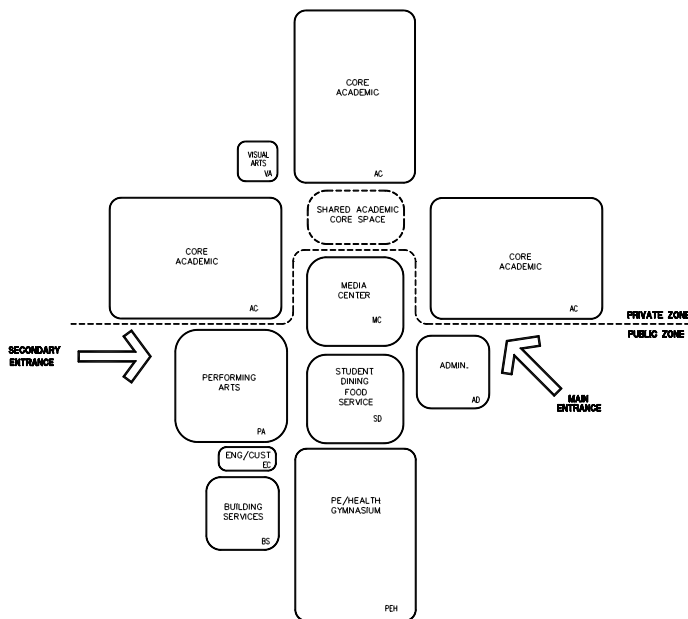 CORE
ACADEMIC
AC
VISUAL
ARTS
VA
SHARED ACADEMIC
CORE SPACE
CORE
ACADEMIC
AC
CORE
ACADEMIC
AC
MEDIA
CENTER
MC
PRIVATE ZONE
PUBLIC ZONE
SECONDARY
ENTRANCE
PERFORMING
ARTS
PA
STUDENT
DINING
FOOD
SERVICE
SD
ADMIN.
AD
MAIN
ENTRANCE
ENG/CUST
EC
BUILDING
SERVICES
BS
PE/HEALTH
GYMNASIUM
PEH